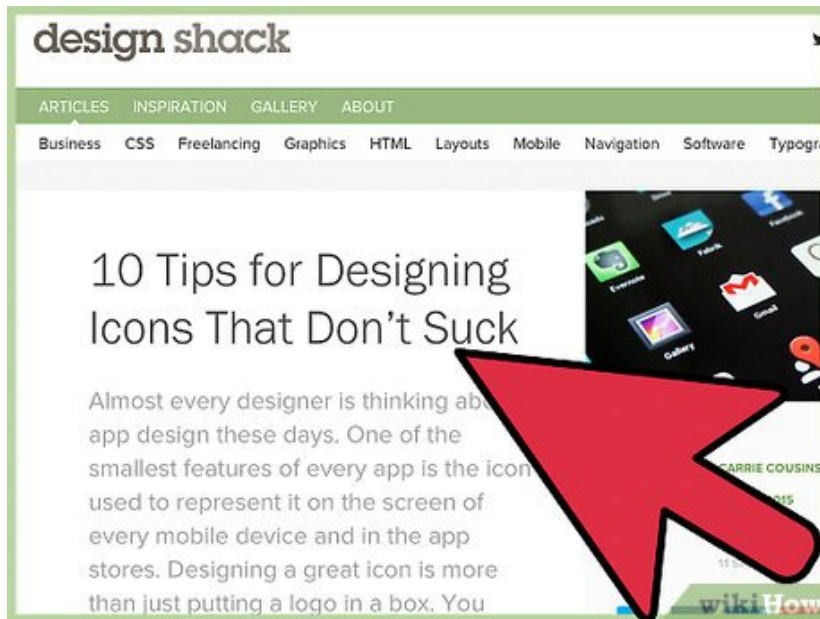 design shack
ARTICLES INSPIRATION GALLERY ABOUT
Business CSS Freelancing Graphics HTML Layouts Mobile Navigation Software
10 Tips for Designing
Icons That Don't Suck
Almost every designer is thinking
app design these days. One of the
smallest features of every app is the icon
used to represent it on the screen of
every mobile device and in the app
stores. Designing a great icon is more
than just putting a logo in a box. You
Facebook
Fabrik
Evernote
Gmail
Gallery
CARRIE COUSINS
wikiHow